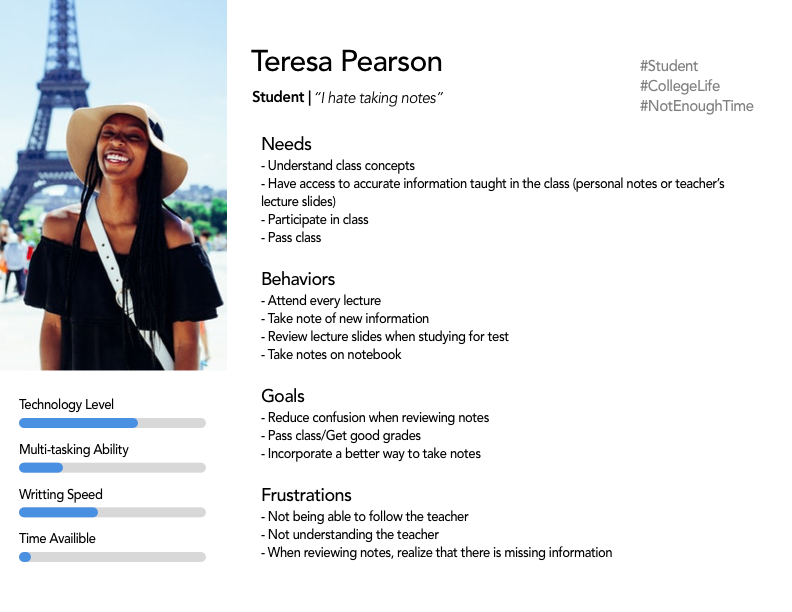 Teresa Pearson
Student | “I hate taking notes”
#Student
#CollegeLife
#NotEnoughTime
Needs
- Understand class concepts
- Have access to accurate information taught in the class (personal notes or teacher’s
lecture slides)
- Participate in class
- Pass class
Behaviors
- Attend every lecture
- Take note of new information
- Review lecture slides when studying for test
- Take notes on notebook
Goals
- Reduce confusion when reviewing notes
- Pass class/Get good grades
- Incorporate a better way to take notes
Frustrations
- Not being able to follow the teacher
- Not understanding the teacher
- When reviewing notes, realize that there is missing information
Technology Level
Multi-tasking Ability
Writting Speed
Time Availible